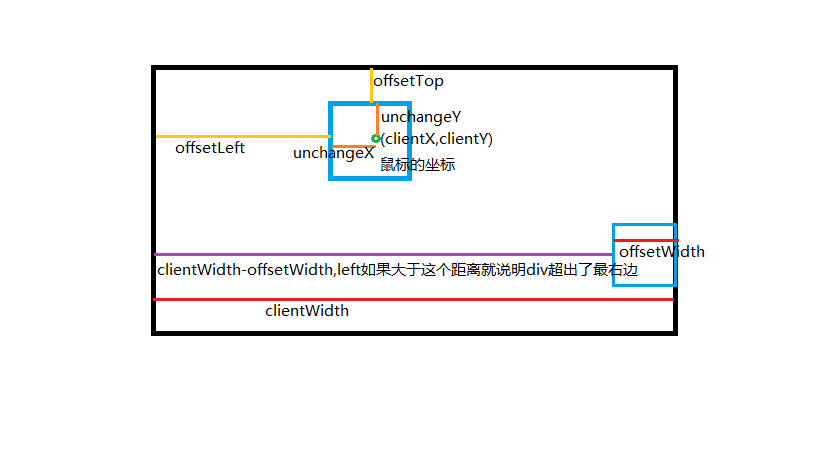 offsetTop
unchangeY
(clientX,clientY)
offsetLeft
unchangeX
鼠标的坐标
offsetWidth
clientWidth-offsetWidth,left如果大于这个距离就说明div超出了最右边
clientWidth